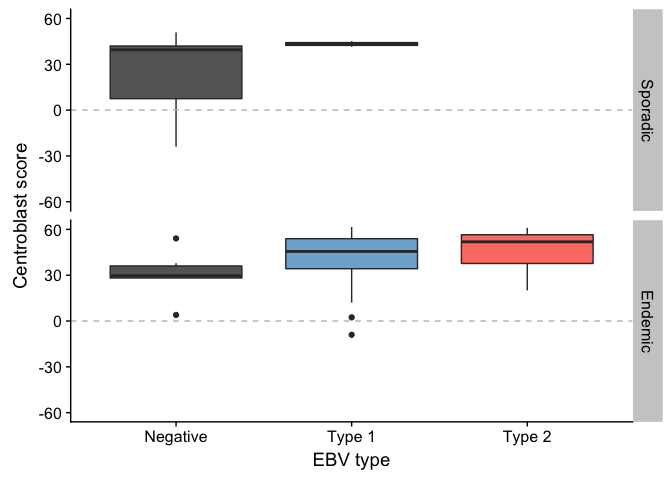 Centroblast score
60
30
0
-30
-60
Sporadic
60
30
0
-30
-60
Endemic
Negative Type 1 Type 2
EBV type